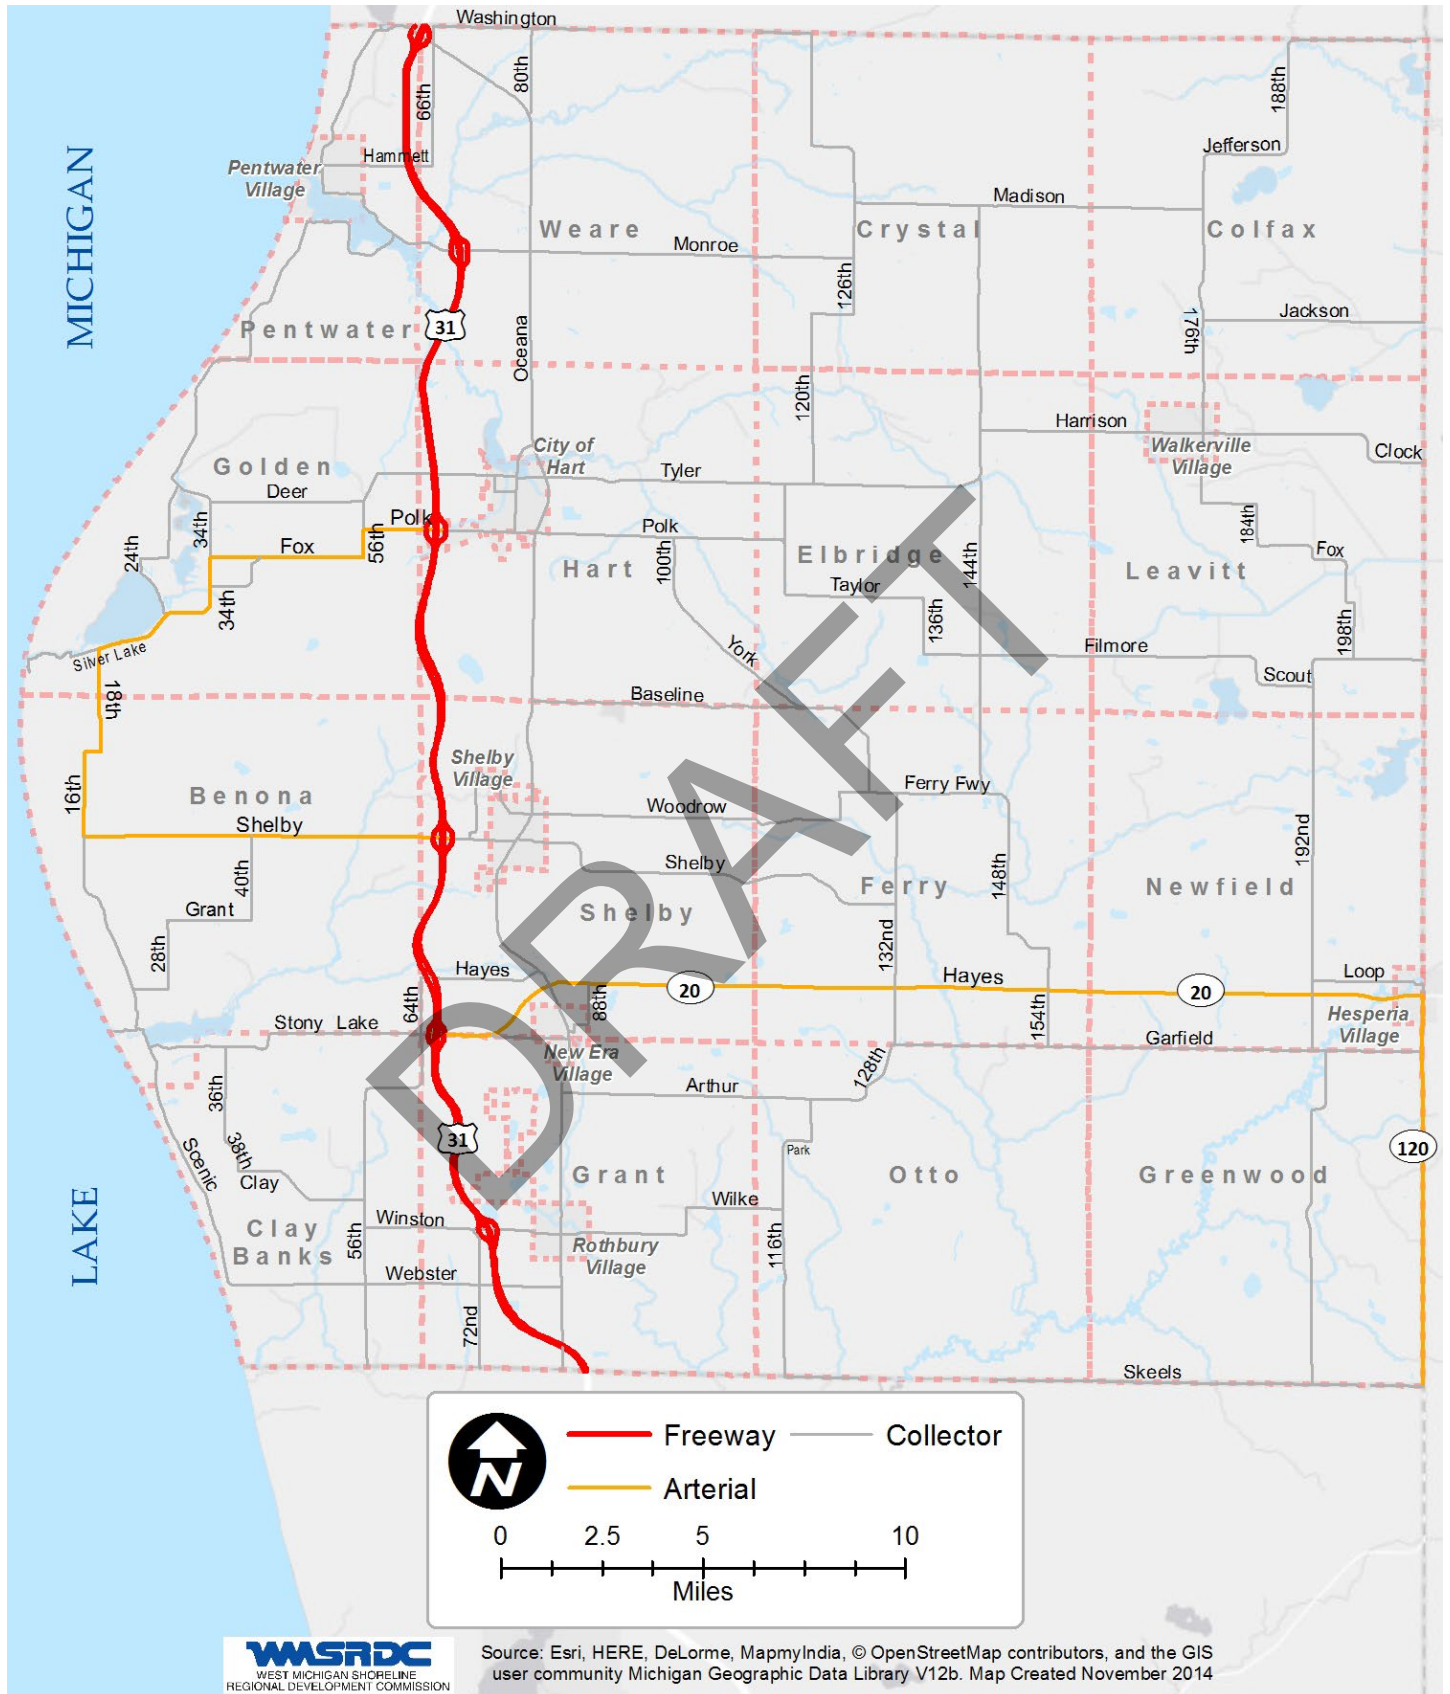 Washington
80th
66th
188th
Hammett
Jefferson
Pentwater
Village
MICHIGAN
Madison
Weare
Crystal
Colfax
Monroe
126th
Jackson
Pentwater
31
Oceana
176th
120th
Harrison
Walkerville
Village
Clock
City of
Hart
Golden
Tyler
Deer
34th
Polk
56th
Polk
184th
24th
Fox
Fox
Hart
100th
Elbridge
144th
Leavitt
Taylor
34th
136th
198th
York
Filmore
Silver Lake
Scout
18th
Baseline
DRAFT
Shelby
Village
16th
Benona
Ferry Fwy
Woodrow
Shelby
192nd
40th
Shelby
148th
Ferry
Newfield
Grant
Shelby
28th
132nd
Hayes
Hayes
Loop
64th
88th
20
20
154th
Stony Lake
Hesperia
Village
Garfield
New Era
Village
36th
Arthur
128th
31
120
38th
Scenic
Park
Clay
Grant
Otto
Greenwood
Wilke
LAKE
Winston
Clay
Banks
56th
116th
Rothbury
Village
Webster
72nd
Skeels
N
Freeway
Collector
Arterial
0 2.5 5 10
Miles
WMSRDC
WEST MICHIGAN SHORELINE
REGIONAL DEVELOPMENT COMMISSION
Source: Esri, HERE, DeLorme, MapmyIndia, © OpenStreetMap contributors, and the GIS
user community Michigan Geographic Data Library V12b. Map Created November 2014